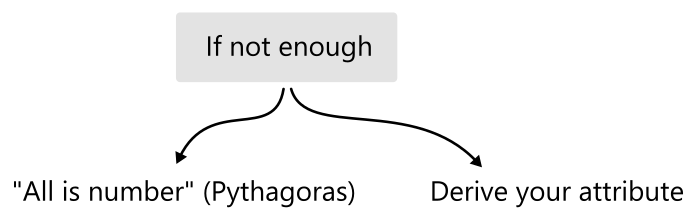 If not enough
"All is number" (Pythagoras)
Derive your attribute